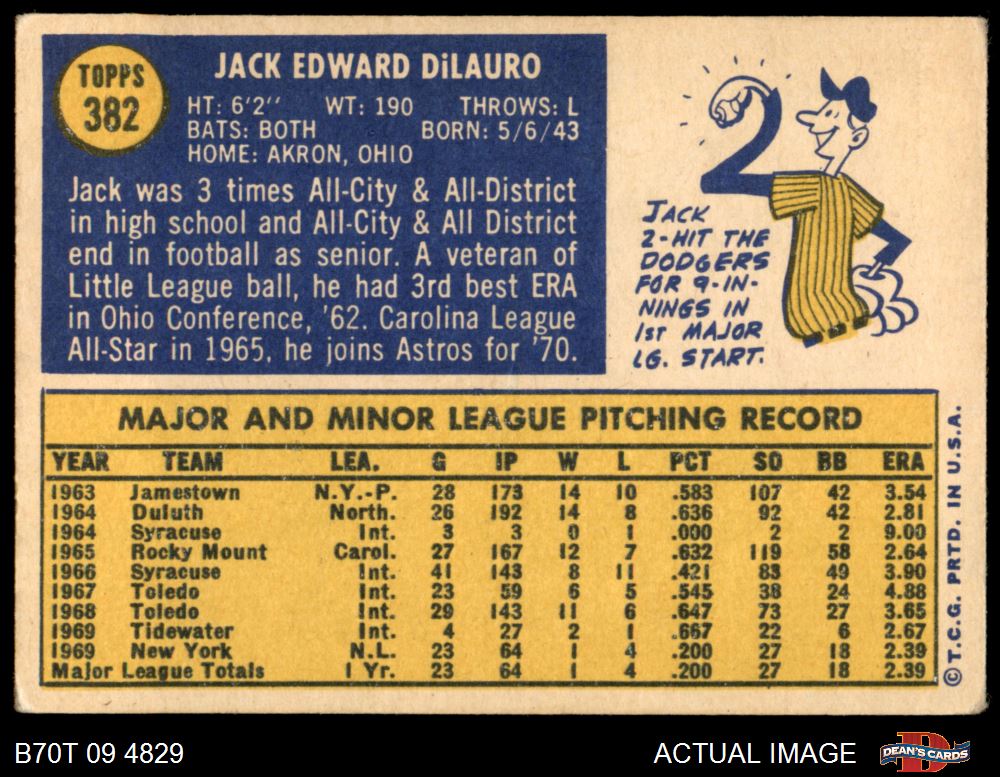 TOPPS
382
JACK EDWARD DiLAURO
HT: 6'2'' WT: 190 THROWS: L
BATS: BOTH BORN: 5/6/43
HOME: AKRON, OHIO
Jack was 3 times All-City & All-District
in high school and All-City & All District
end in football as senior. A veteran of
Little League ball, he had 3rd best ERA
in Ohio Conference, '62. Carolina League
All-Star in 1965, he joins Astros for '70.
2
JACK
2-HIT THE
DODGERS
FOR 9-IN-
NINGS IN
1st MAJOR
LG. START.
MAJOR AND MINOR LEAGUE PITCHING RECORD
YEAR TEAM LEA. G IP W L PCT SO BB ERA
1963 Jamestown N.Y.-P. 28 173 14 10 .583 107 42 3.54
1964 Duluth North. 26 192 14 8 .636 92 42 2.81
1964 Syracuse Int. 3 3 0 1 .000 2 2 9.00
1965 Rocky Mount Carol. 27 167 12 7 .632 119 58 2.64
1966 Syracuse Int. 41 143 8 11 .421 83 49 3.90
1967 Toledo Int. 23 59 6 5 .545 38 24 4.88
1968 Toledo Int. 29 143 11 6 .647 73 27 3.65
1969 Tidewater Int. 4 27 2 1 .667 22 6 2.67
1969 New York N.L. 23 64 1 4 .200 27 18 2.39
Major League Totals 1 Yr. 23 64 1 4 .200 27 18 2.39
© T.C.G. PRTD. IN U.S.A.
B70T 09 4829
ACTUAL IMAGE
DEAN'S CARDS